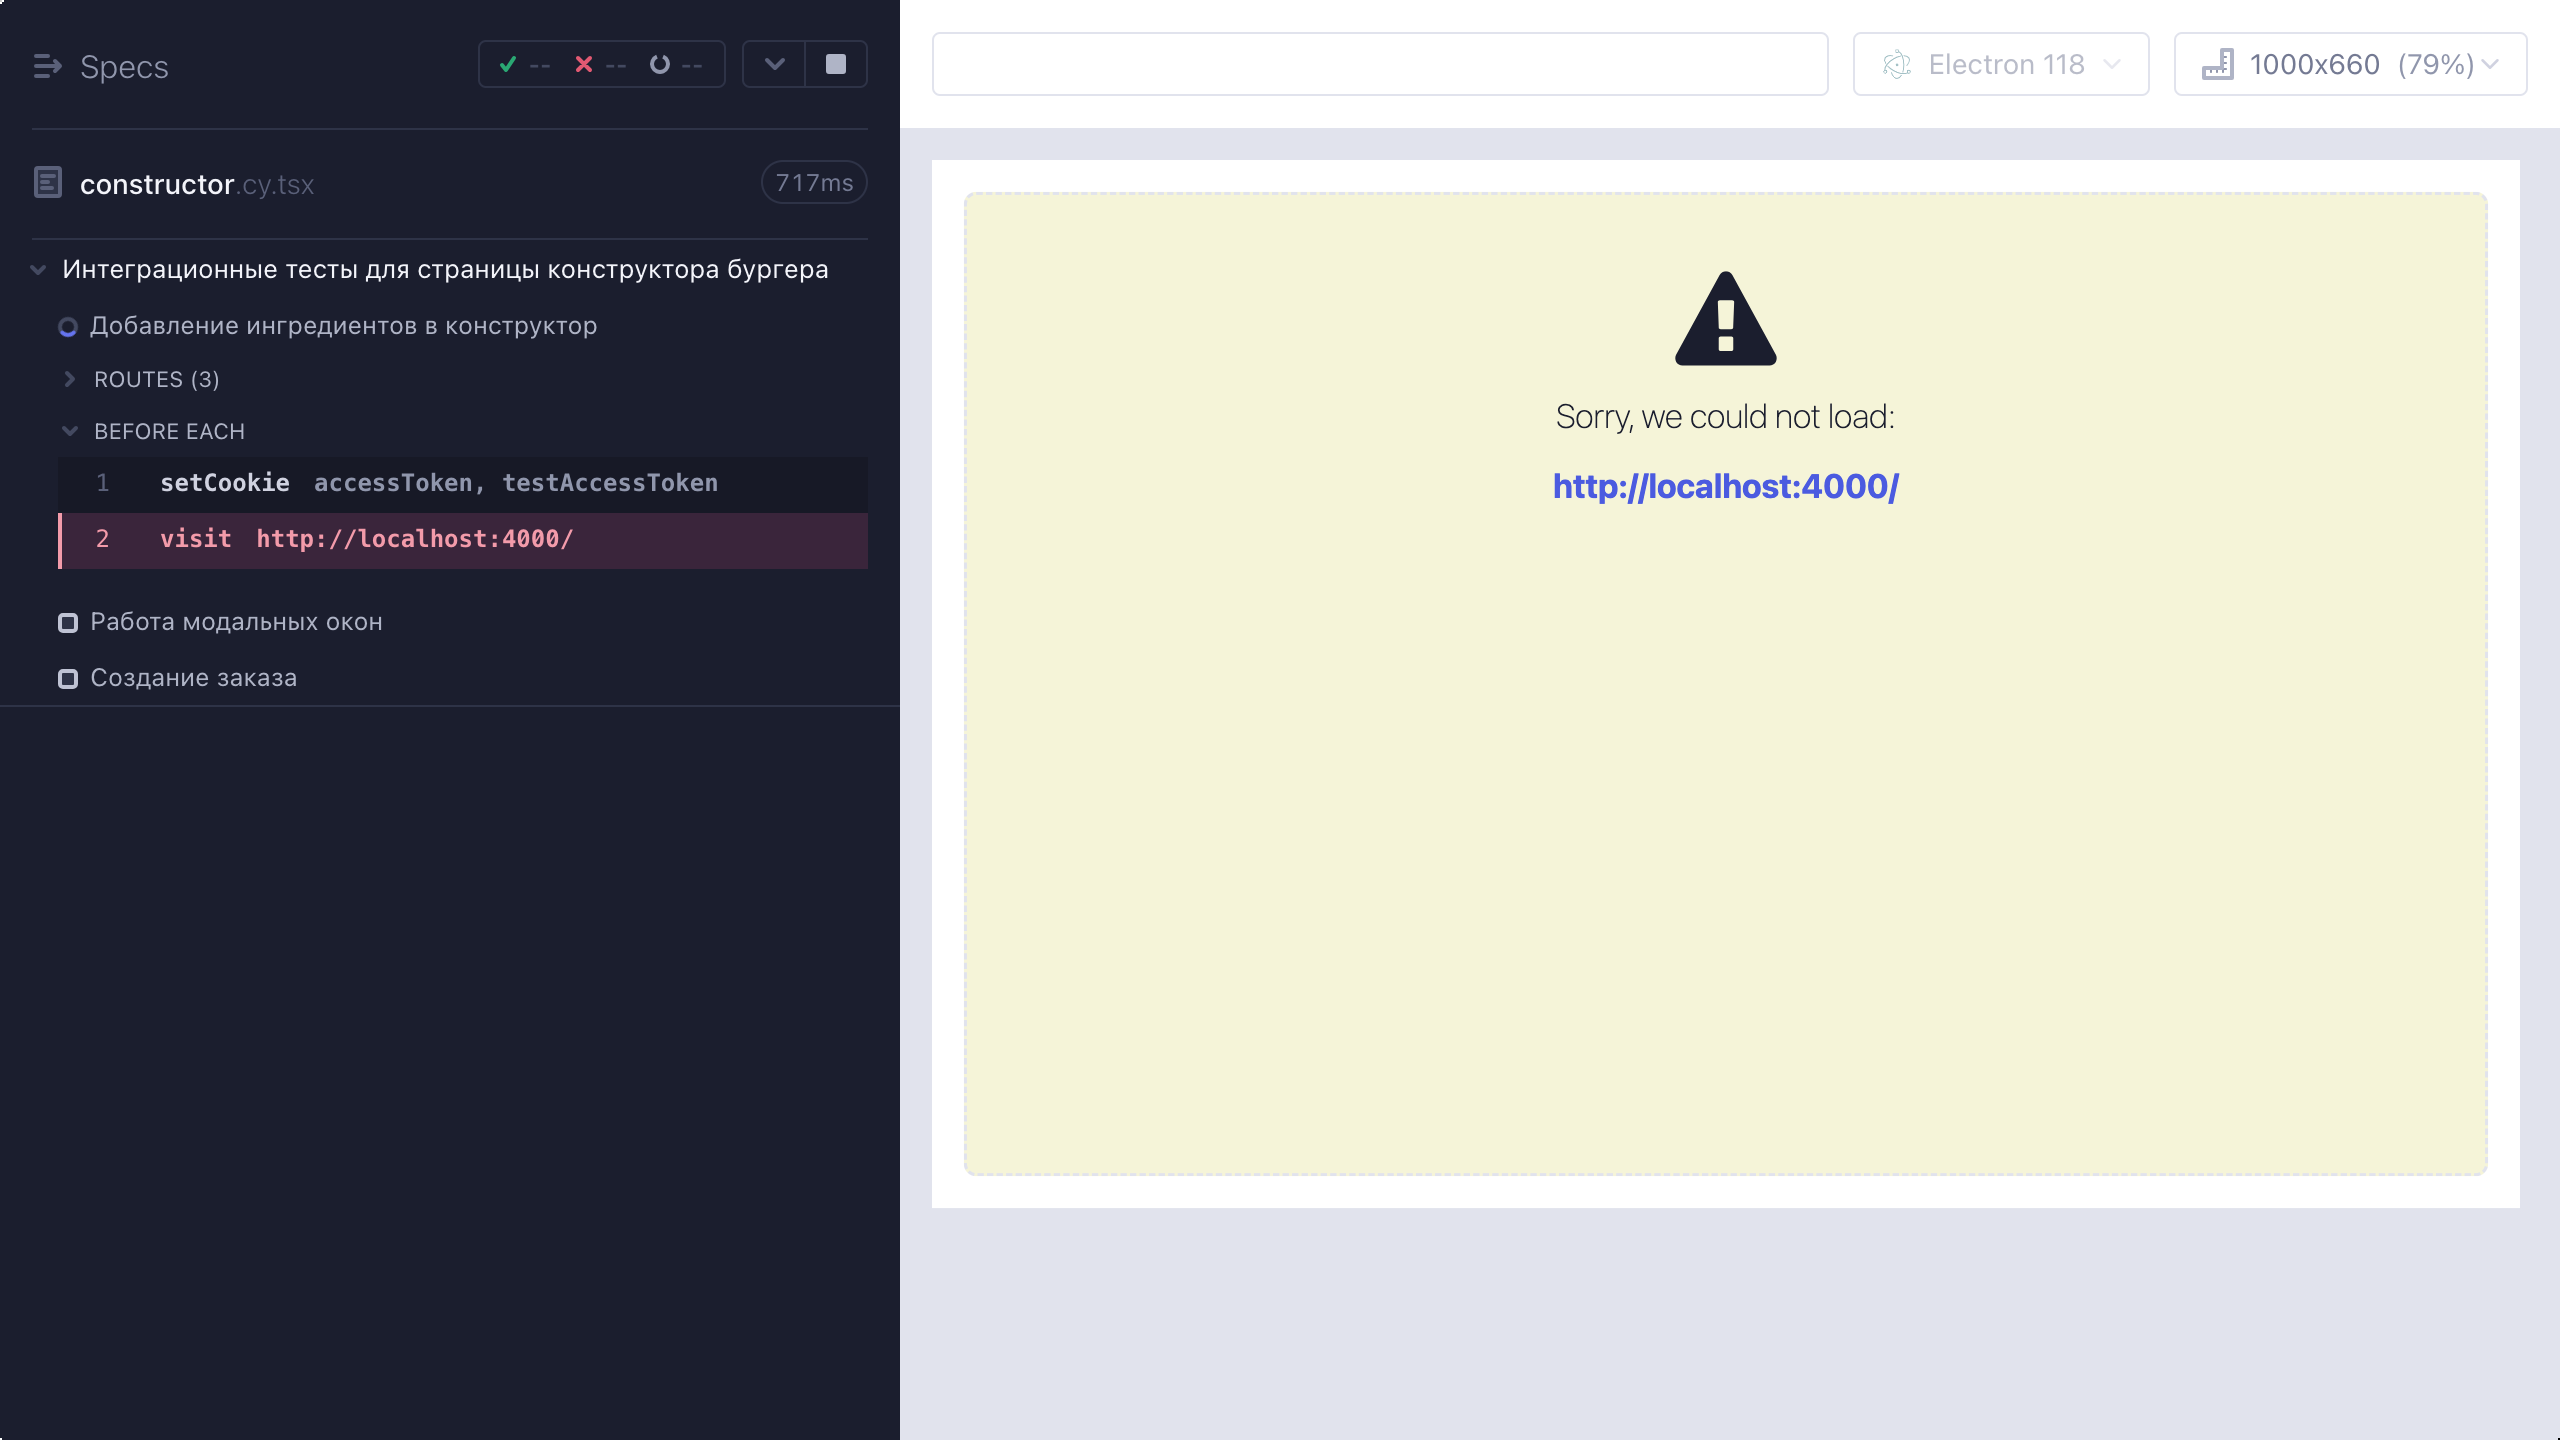 Specs
-- -- --
constructor.cy.tsx
717ms
Интеграционные тесты для страницы конструктора бургера
Добавление ингредиентов в конструктор
ROUTES (3)
BEFORE EACH
1 setCookie accessToken, testAccessToken
2 visit http://localhost:4000/
Работа модальных окон
Создание заказа
Electron 118
1000x660 (79%)
Sorry, we could not load:
http://localhost:4000/